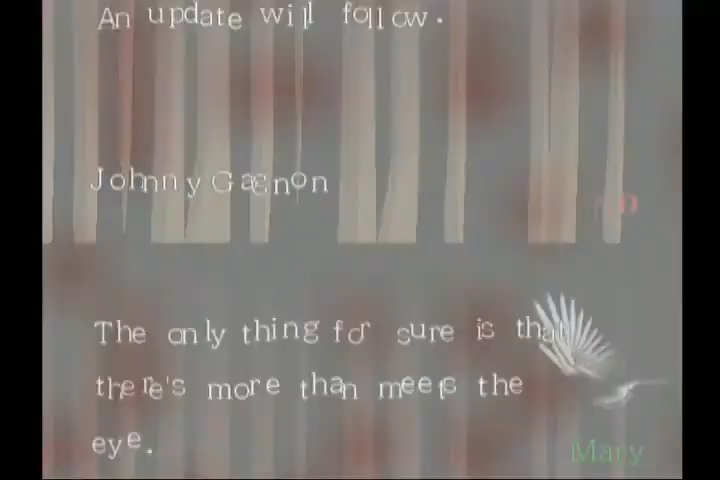 An update will follow.
Johnny Gagnon
The only thing for sure is that
there's more than meets the
eye.
Mary